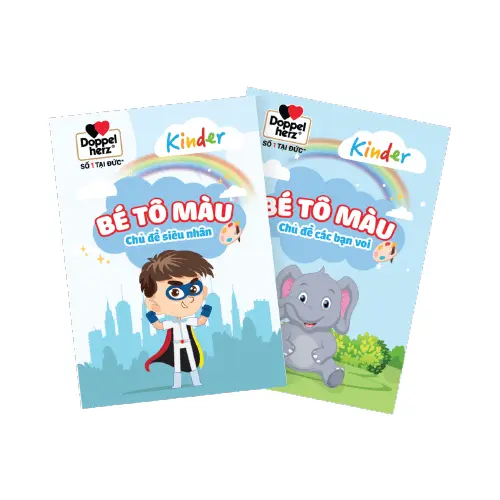 Doppel
herz®
SỐ 1 TẠI ĐỨC*
Kinder
BÉ TÔ MÀU
Chủ đề siêu nhân
Doppel
herz®
SỐ 1 TẠI ĐỨC*
Kinder
BÉ TÔ MÀU
Chủ đề các bạn voi